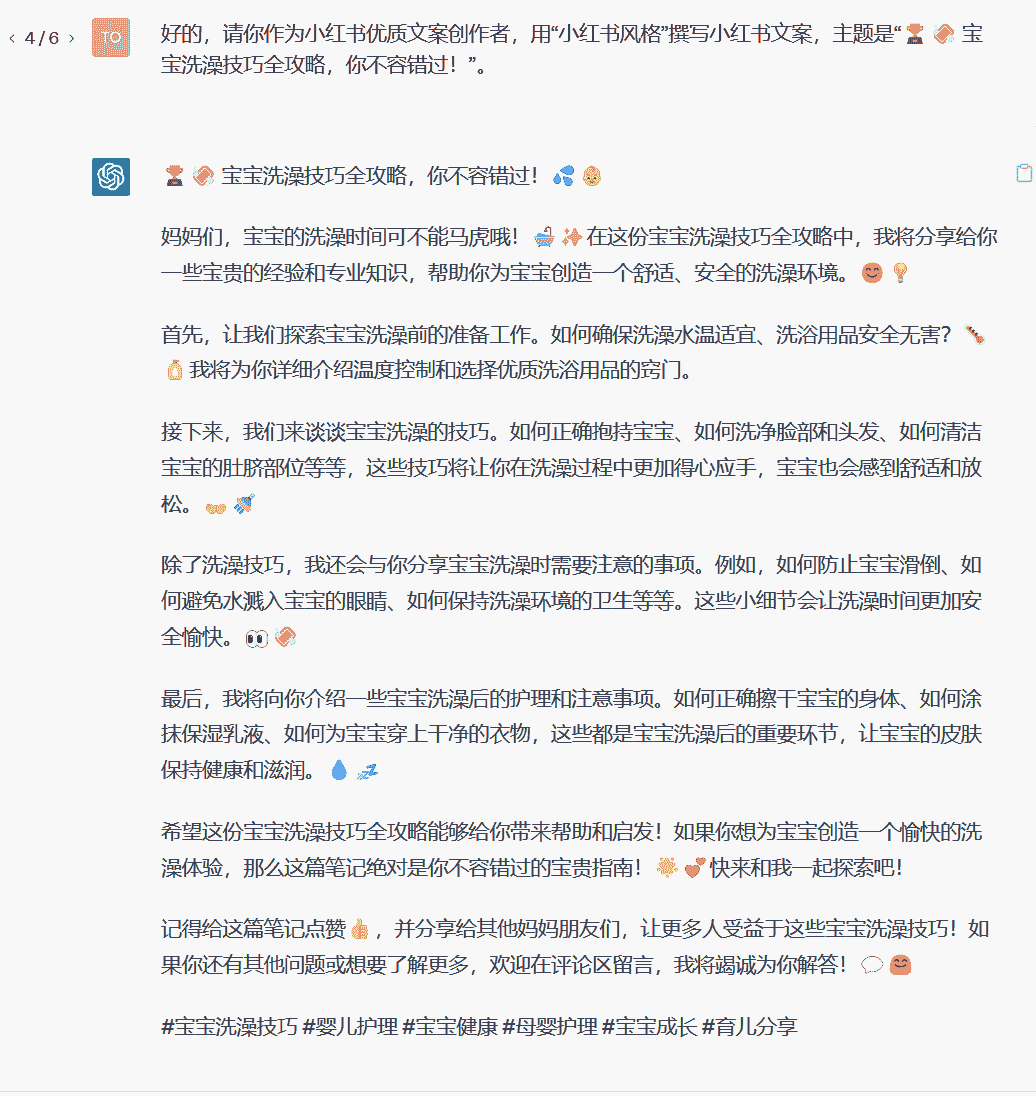 < 4 / 6 >
TO
好的，请你作为小红书优质文案创作者，用“小红书风格”撰写小红书文案，主题是“🏆 🧼 宝
宝洗澡技巧全攻略，你不容错过！”。
🏆 🧼 宝宝洗澡技巧全攻略，你不容错过！ 💦 👶
妈妈们，宝宝的洗澡时间可不能马虎哦！ 🛁 ✨ 在这份宝宝洗澡技巧全攻略中，我将分享给你
一些宝贵的经验和专业知识，帮助你为宝宝创造一个舒适、安全的洗澡环境。😊 💡
首先，让我们探索宝宝洗澡前的准备工作。如何确保洗澡水温适宜、洗浴用品安全无害？ 🌡️
🧴 我将为你详细介绍温度控制和选择优质洗浴用品的窍门。
接下来，我们来谈谈宝宝洗澡的技巧。如何正确抱持宝宝、如何洗净脸部和头发、如何清洁
宝宝的肚脐部位等等，这些技巧将让你在洗澡过程中更加得心应手，宝宝也会感到舒适和放
松。 👐 🚿
除了洗澡技巧，我还会与你分享宝宝洗澡时需要注意的事项。例如，如何防止宝宝滑倒、如
何避免水溅入宝宝的眼睛、如何保持洗澡环境的卫生等等。这些小细节会让洗澡时间更加安
全愉快。 👀 🧼
最后，我将向你介绍一些宝宝洗澡后的护理和注意事项。如何正确擦干宝宝的身体、如何涂
抹保湿乳液、如何为宝宝穿上干净的衣物，这些都是宝宝洗澡后的重要环节，让宝宝的皮肤
保持健康和滋润。 💧 💤
希望这份宝宝洗澡技巧全攻略能够给你带来帮助和启发！如果你想为宝宝创造一个愉快的洗
澡体验，那么这篇笔记绝对是你不容错过的宝贵指南！ 🌟 💕 快来和我一起探索吧！
记得给这篇笔记点赞👍，并分享给其他妈妈朋友们，让更多人受益于这些宝宝洗澡技巧！如
果你还有其他问题或想要了解更多，欢迎在评论区留言，我将竭诚为你解答！ 💬 🤗
#宝宝洗澡技巧 #婴儿护理 #宝宝健康 #母婴护理 #宝宝成长 #育儿分享